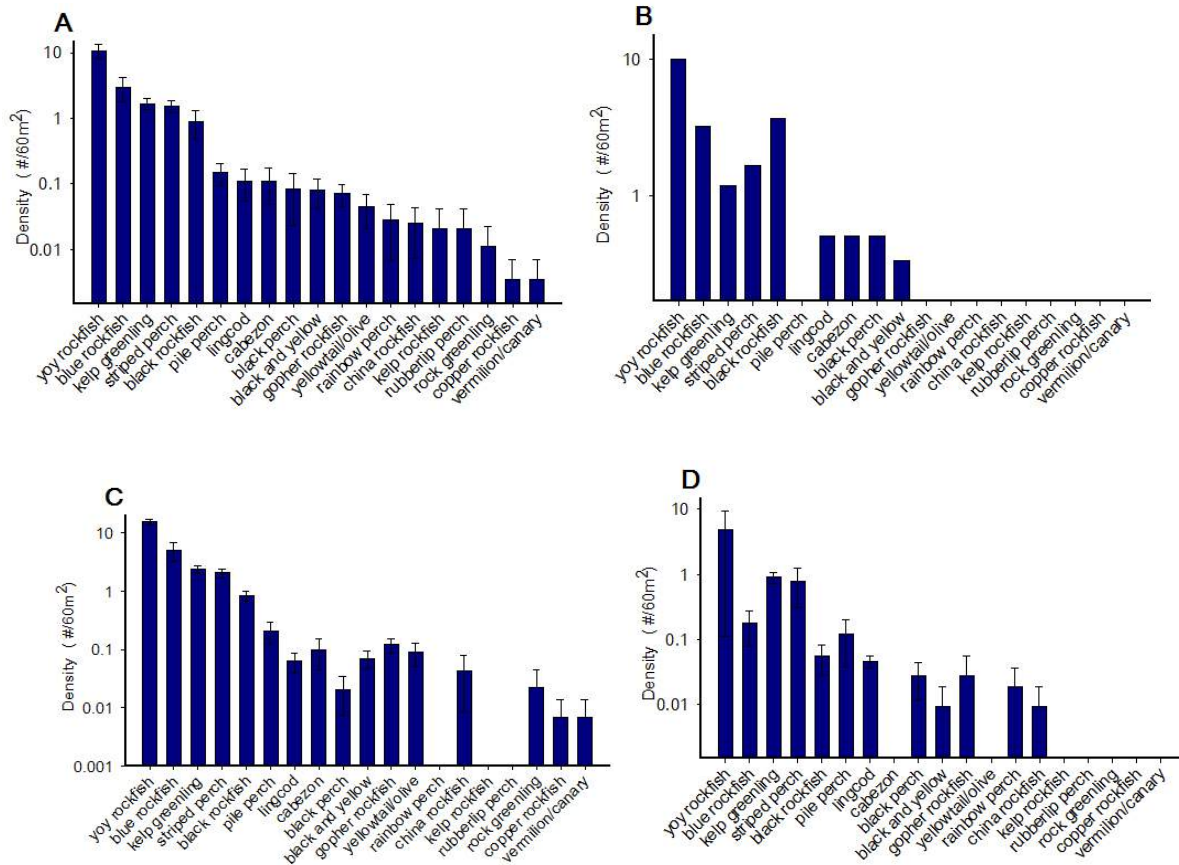 A
Density ( #/60m²)
10
1
0.1
0.01
yoy rockfish
blue rockfish
kelp greenling
striped perch
black rockfish
pile perch
lingcod
cabezon
black perch
black and yellow
gopher rockfish
yellowtail/olive
rainbow perch
china rockfish
kelp rockfish
rubberlip perch
rock greenling
copper rockfish
vermilion/canary
B
Density ( #/60m²)
10
1
yoy rockfish
blue rockfish
kelp greenling
striped perch
black rockfish
pile perch
lingcod
cabezon
black perch
black and yellow
gopher rockfish
yellowtail/olive
rainbow perch
china rockfish
kelp rockfish
rubberlip perch
rock greenling
copper rockfish
vermilion/canary
C
Density ( #/60m²)
10
1
0.1
0.01
0.001
yoy rockfish
blue rockfish
kelp greenling
striped perch
black rockfish
pile perch
lingcod
cabezon
black perch
black and yellow
gopher rockfish
yellowtail/olive
rainbow perch
china rockfish
kelp rockfish
rubberlip perch
rock greenling
copper rockfish
vermilion/canary
D
Density ( #/60m²)
10
1
0.1
0.01
yoy rockfish
blue rockfish
kelp greenling
striped perch
black rockfish
pile perch
lingcod
cabezon
black perch
black and yellow
gopher rockfish
yellowtail/olive
rainbow perch
china rockfish
kelp rockfish
rubberlip perch
rock greenling
copper rockfish
vermilion/canary